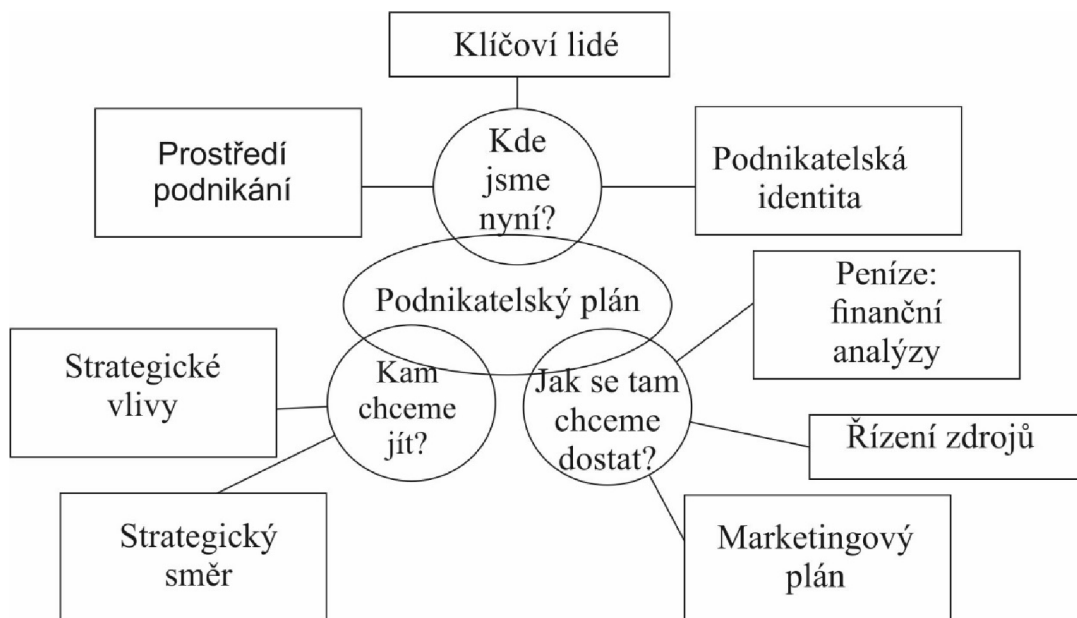 Klíčoví lidé
Prostředí
podnikání
Kde
jsme
nyní?
Podnikatelská
identita
Podnikatelský plán
Peníze:
finanční
analýzy
Strategické
vlivy
Kam
chceme
jít?
Jak se tam
chceme
dostat?
Řízení zdrojů
Strategický
směr
Marketingový
plán